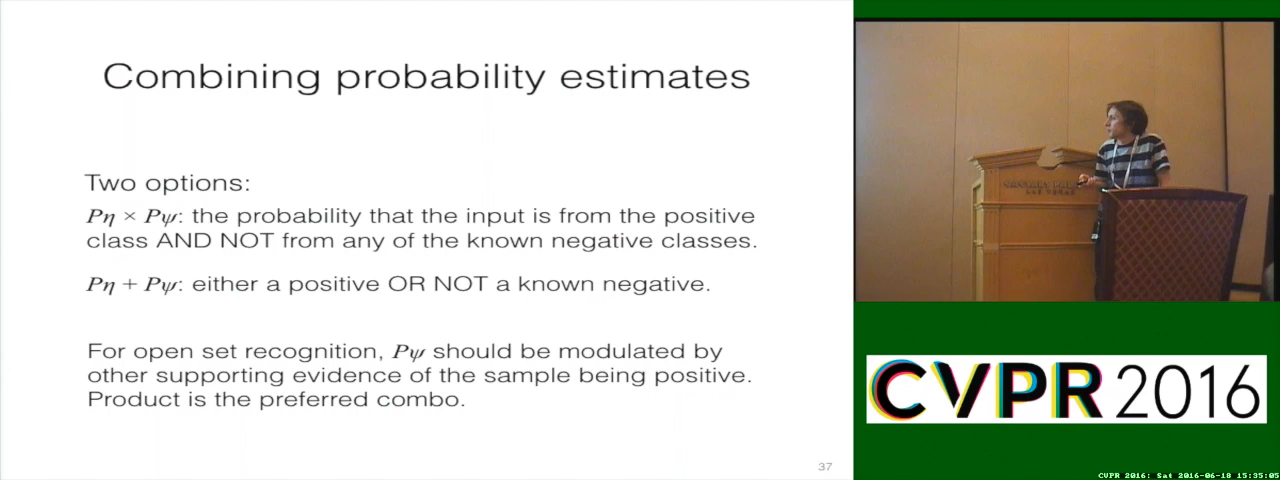 Combining probability estimates
Two options:
Pη × Pψ: the probability that the input is from the positive
class AND NOT from any of the known negative classes.
Pη + Pψ: either a positive OR NOT a known negative.
For open set recognition, Pψ should be modulated by
other supporting evidence of the sample being positive.
Product is the preferred combo.
37
LAS VEGAS
CVPR 2016
CVPR 2016: Sat 2016-06-18 15:35:05